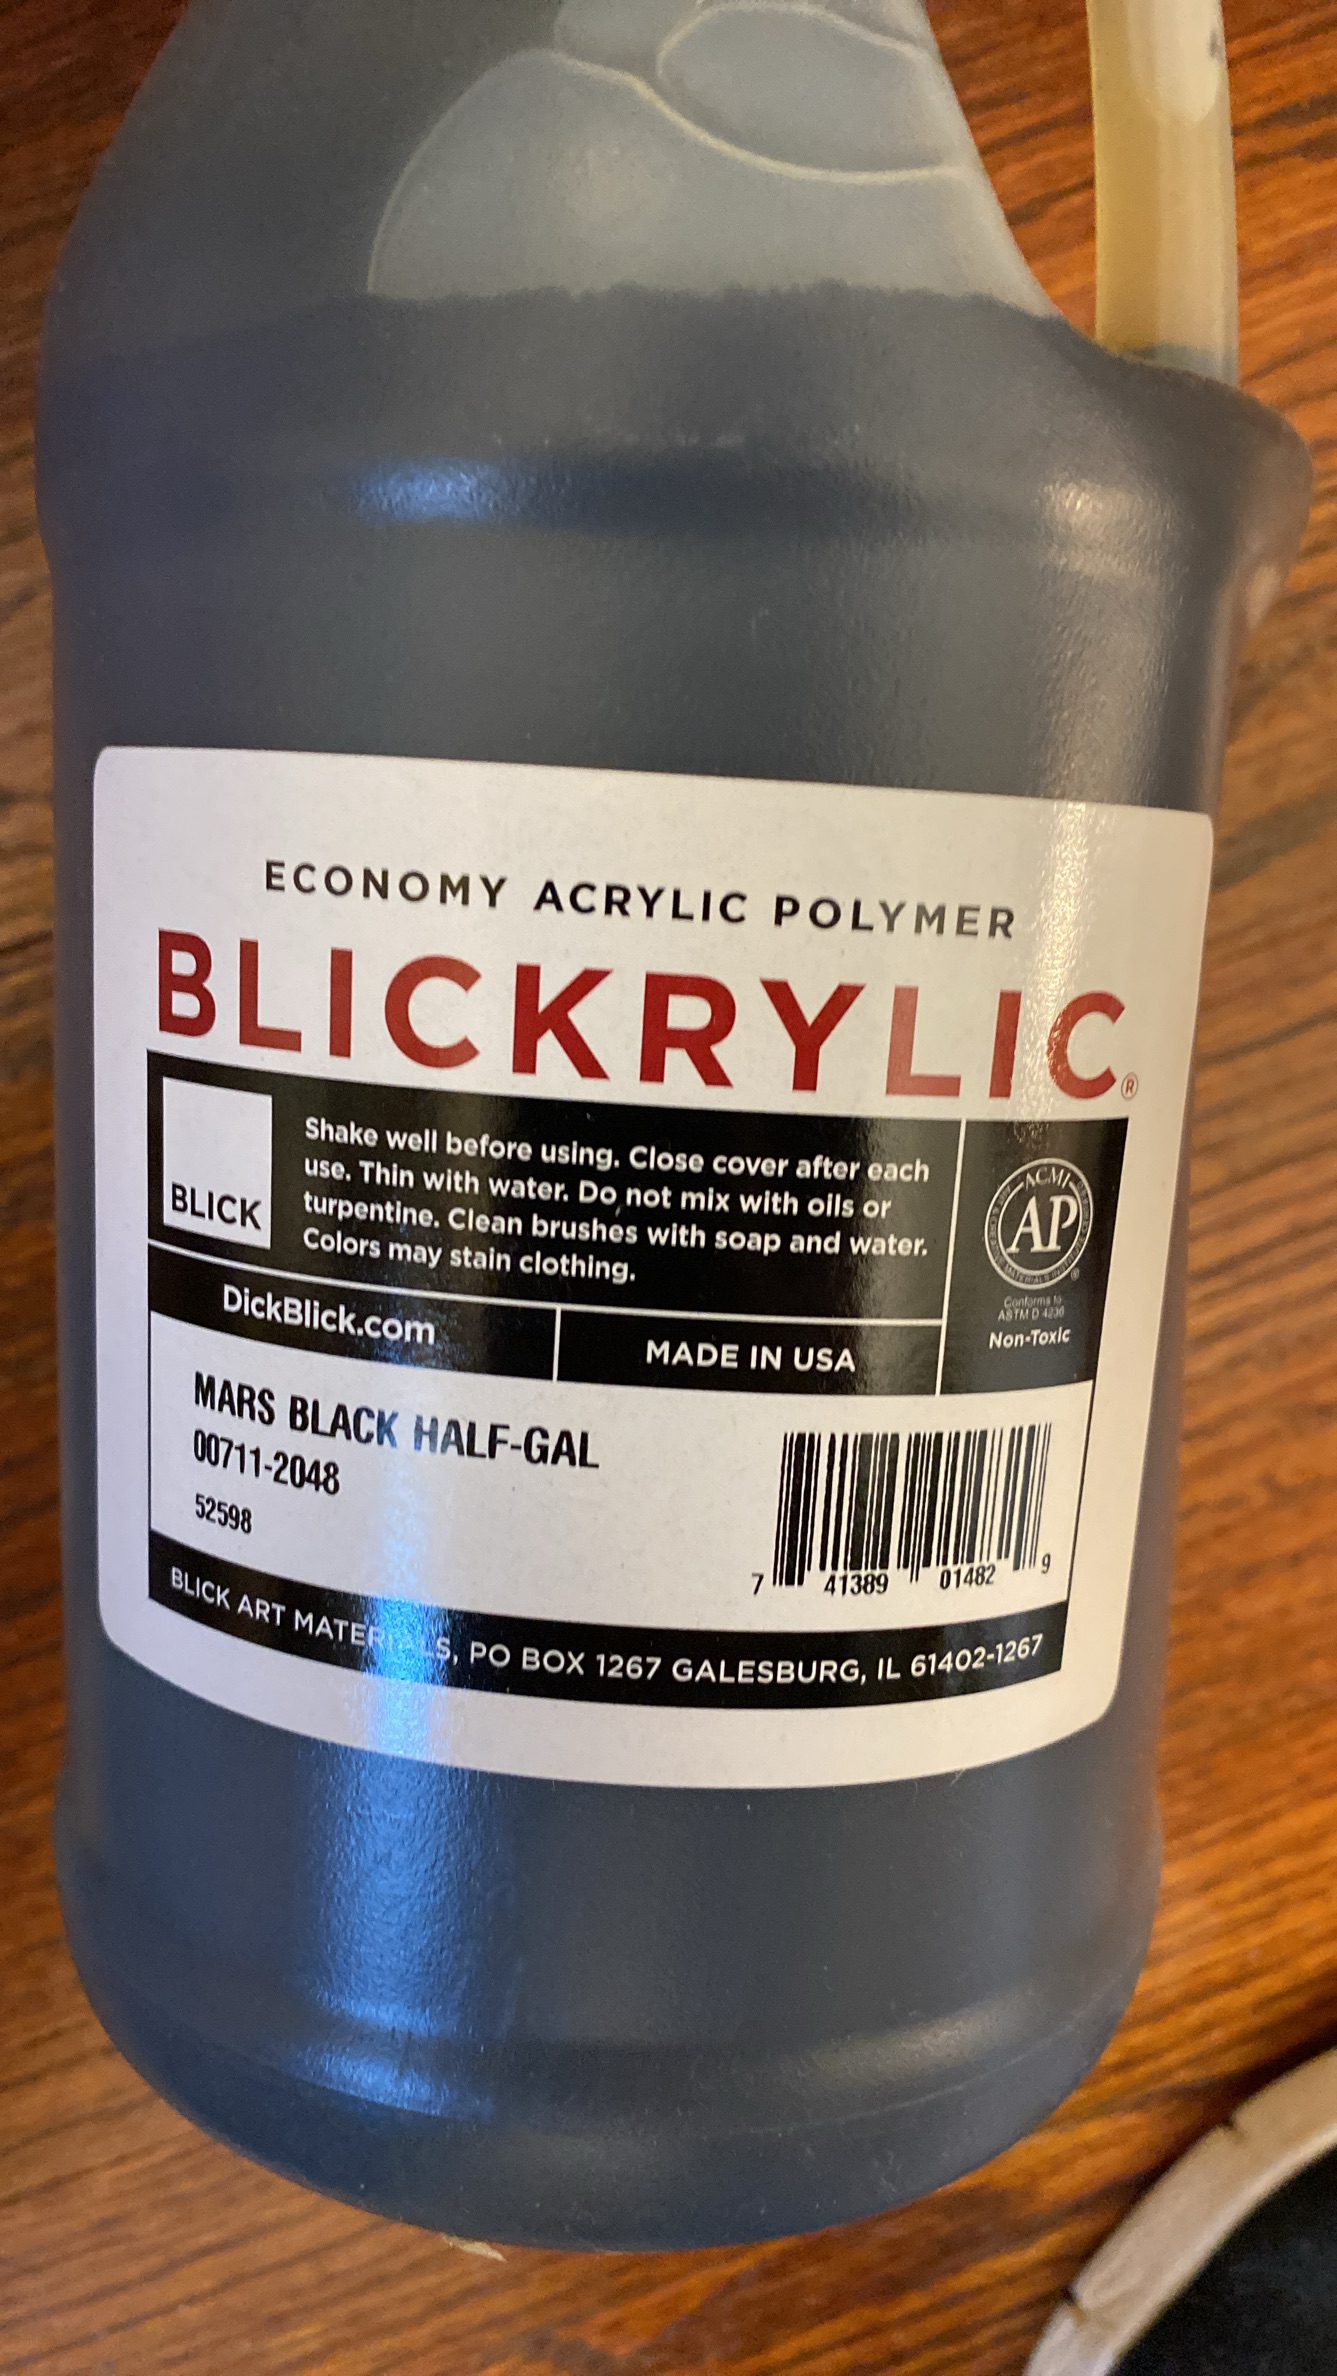 ECONOMY ACRYLIC POLYMER
BLICKRYLIC®
BLICK
Shake well before using. Close cover after each
use. Thin with water. Do not mix with oils or
turpentine. Clean brushes with soap and water.
Colors may stain clothing.
ACMI
AP
®
Conforms to
ASTM D 4236
Non-Toxic
DickBlick.com
MADE IN USA
MARS BLACK HALF-GAL
00711-2048
52598
7 41389 01482 9
BLICK ART MATERIALS, PO BOX 1267 GALESBURG, IL 61402-1267